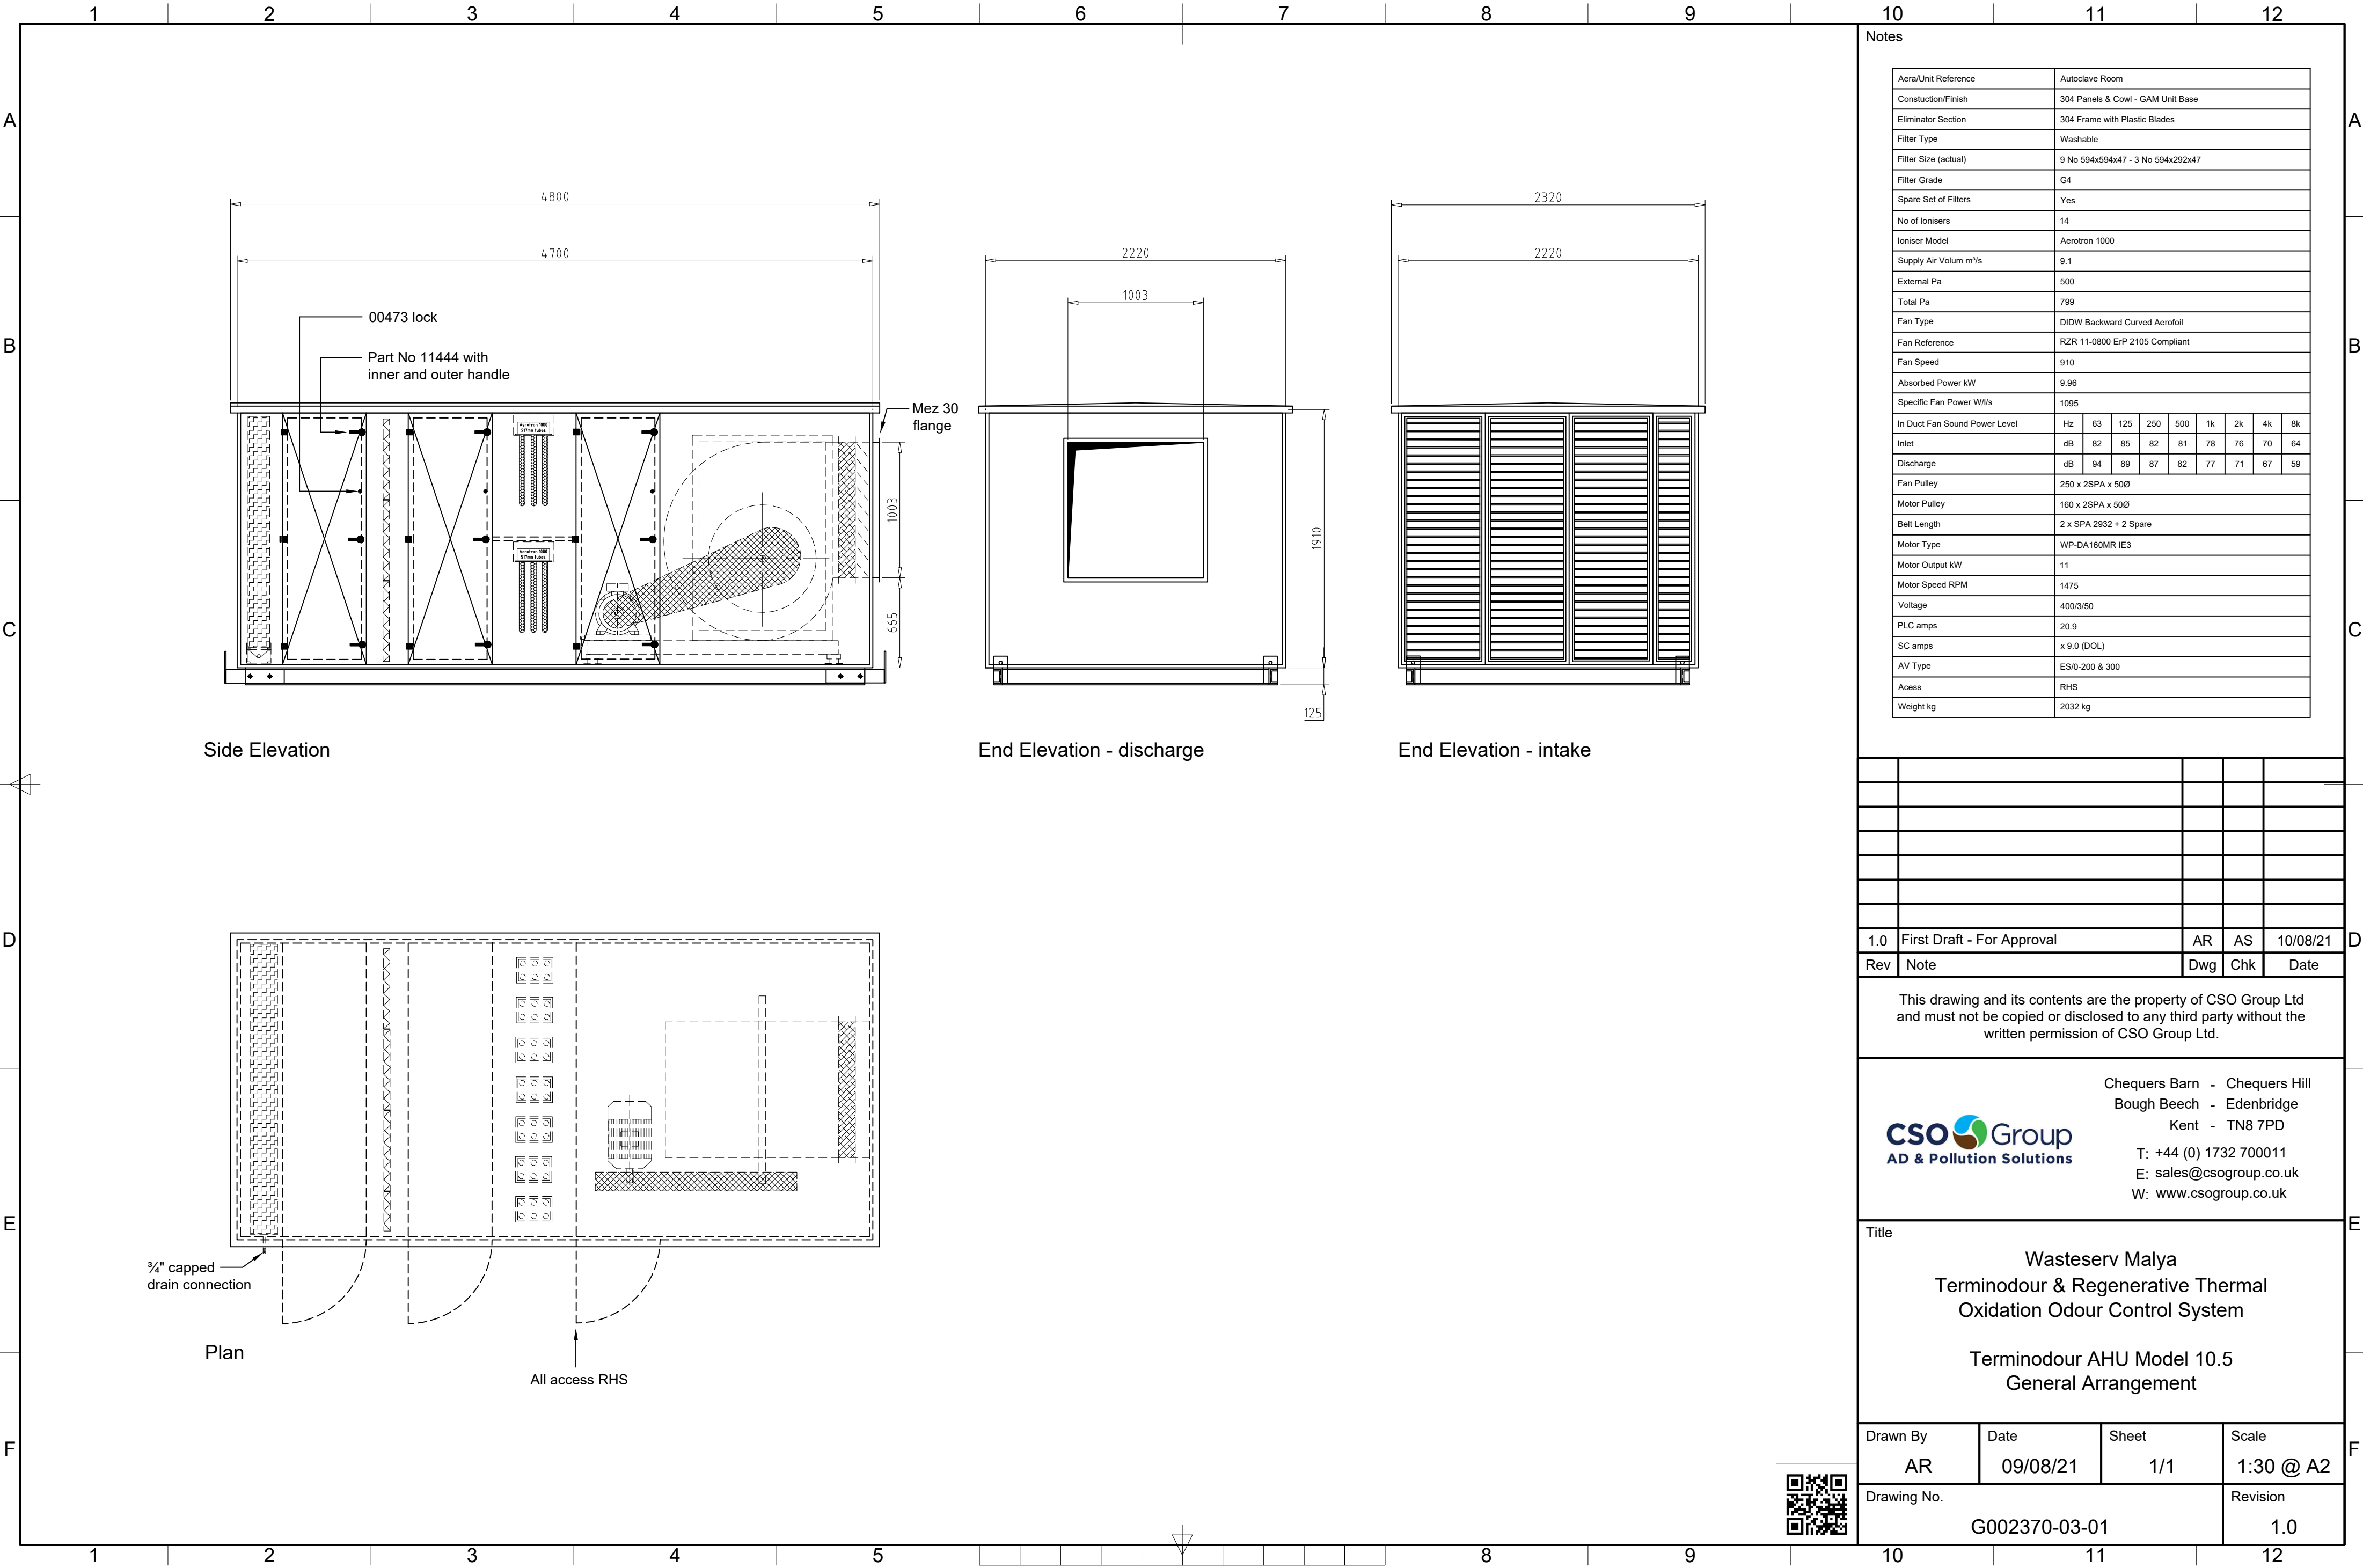 1 2 3 4 5 6 7 8 9 10 11 12
A
B
C
D
E
F
4800
4700
00473 lock
Part No 11444 with
inner and outer handle
Mez 30
flange
Aerotron 1000
511mm tubes
Aerotron 1000
511mm tubes
1003
665
Side Elevation
2220
1003
1910
125
End Elevation - discharge
2320
2220
End Elevation - intake
¾" capped
drain connection
Plan
All access RHS
Notes
Aera/Unit Reference Autoclave Room
Constuction/Finish 304 Panels & Cowl - GAM Unit Base
Eliminator Section 304 Frame with Plastic Blades
Filter Type Washable
Filter Size (actual) 9 No 594x594x47 - 3 No 594x292x47
Filter Grade G4
Spare Set of Filters Yes
No of Ionisers 14
Ioniser Model Aerotron 1000
Supply Air Volum m³/s 9.1
External Pa 500
Total Pa 799
Fan Type DIDW Backward Curved Aerofoil
Fan Reference RZR 11-0800 ErP 2105 Compliant
Fan Speed 910
Absorbed Power kW 9.96
Specific Fan Power W/l/s 1095
In Duct Fan Sound Power Level Hz 63 125 250 500 1k 2k 4k 8k
Inlet dB 82 85 82 81 78 76 70 64
Discharge dB 94 89 87 82 77 71 67 59
Fan Pulley 250 x 2SPA x 50Ø
Motor Pulley 160 x 2SPA x 50Ø
Belt Length 2 x SPA 2932 + 2 Spare
Motor Type WP-DA160MR IE3
Motor Output kW 11
Motor Speed RPM 1475
Voltage 400/3/50
PLC amps 20.9
SC amps x 9.0 (DOL)
AV Type ES/0-200 & 300
Acess RHS
Weight kg 2032 kg
1.0 First Draft - For Approval AR AS 10/08/21
Rev Note Dwg Chk Date
This drawing and its contents are the property of CSO Group Ltd
and must not be copied or disclosed to any third party without the
written permission of CSO Group Ltd.
CSO Group
AD & Pollution Solutions
Chequers Barn - Chequers Hill
Bough Beech - Edenbridge
Kent - TN8 7PD
T: +44 (0) 1732 700011
E: sales@csogroup.co.uk
W: www.csogroup.co.uk
Title
Wasteserv Malya
Terminodour & Regenerative Thermal
Oxidation Odour Control System
Terminodour AHU Model 10.5
General Arrangement
Drawn By Date Sheet Scale
AR 09/08/21 1/1 1:30 @ A2
Drawing No. Revision
G002370-03-01 1.0
A
B
C
D
E
F
1 2 3 4 5 8 9 10 11 12